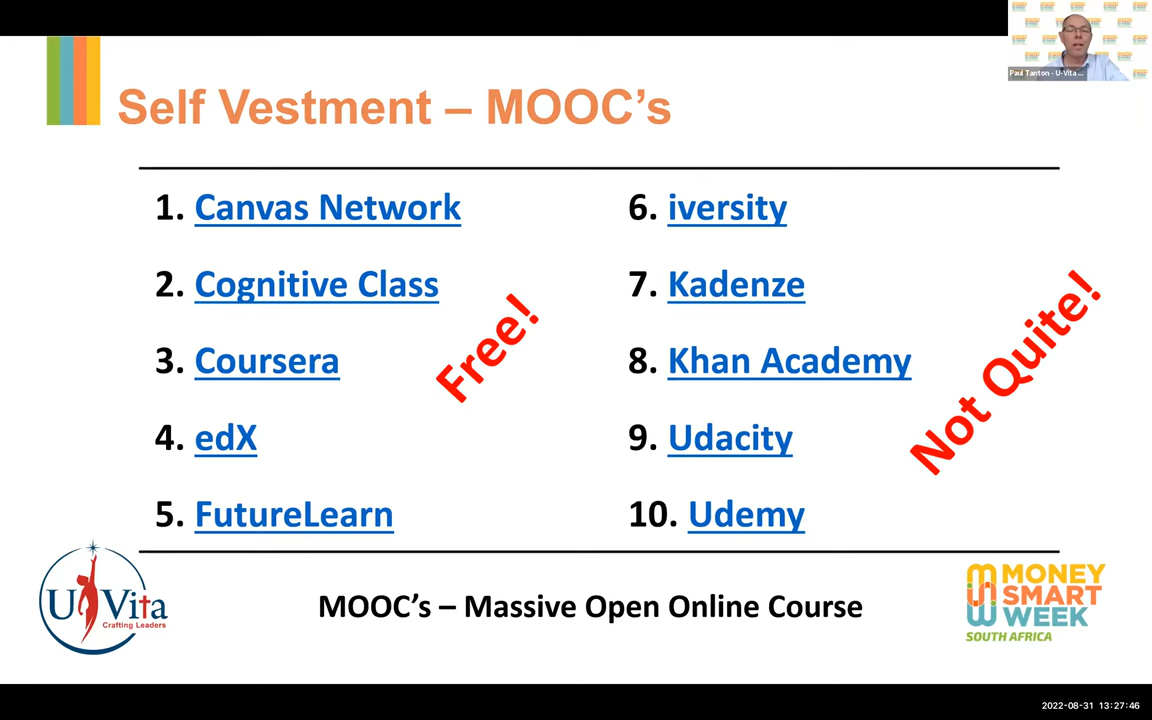 Paul Tanton - U-Vita ...
Self Vestment – MOOC's
1. Canvas Network
2. Cognitive Class
3. Coursera
4. edX
5. FutureLearn
Free!
6. iversity
7. Kadenze
8. Khan Academy
9. Udacity
10. Udemy
Not Quite!
U Vita
Crafting Leaders
MOOC's – Massive Open Online Course
MONEY
SMART
WEEK
SOUTH AFRICA
2022-08-31 13:27:46